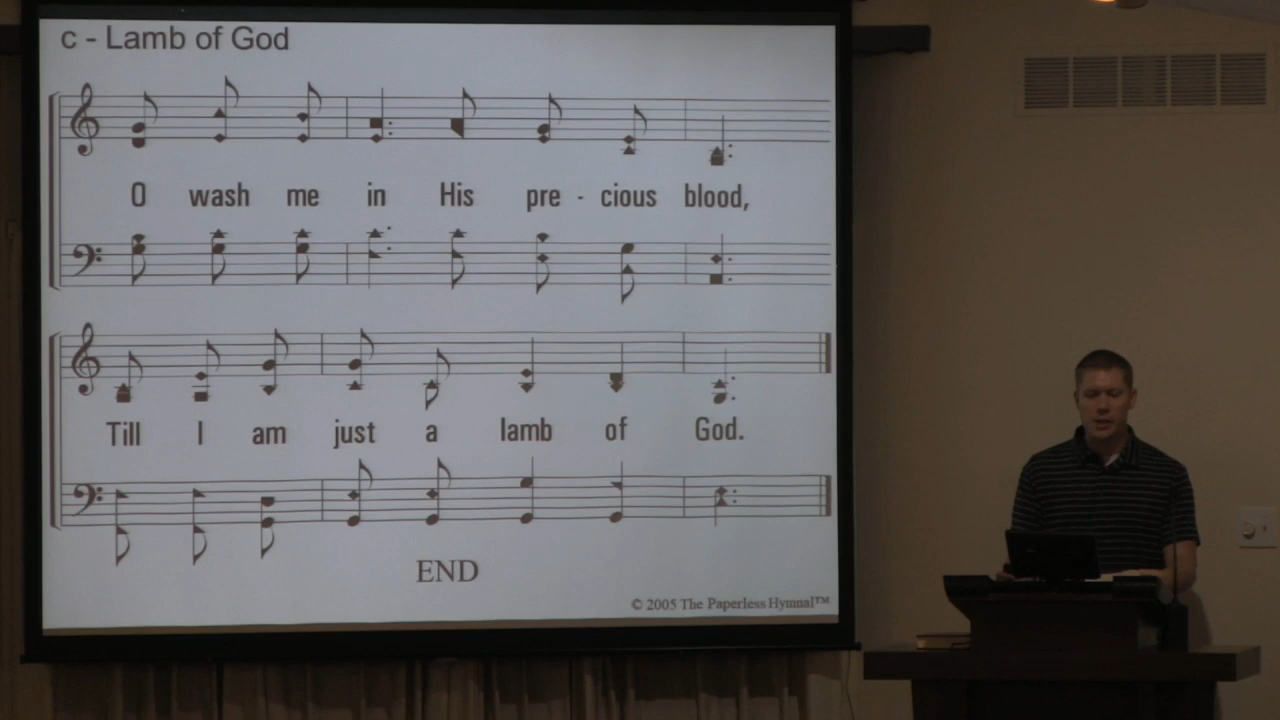 c - Lamb of God
O wash me in His pre - cious blood,
Till I am just a lamb of God.
END
© 2005 The Paperless Hymnal™